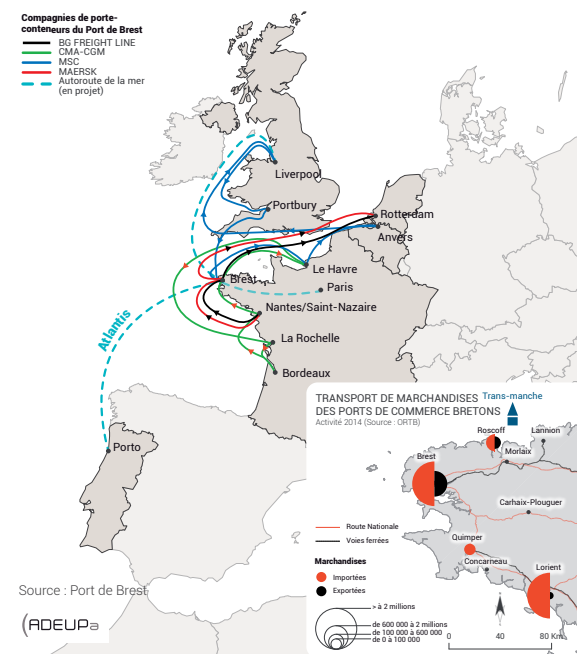 Compagnies de porte-
conteneurs du Port de Brest
BG FREIGHT LINE
CMA-CGM
MSC
MAERSK
Autoroute de la mer
(en projet)
Liverpool
Portbury
Rotterdam
Anvers
Le Havre
Brest
Paris
Nantes/Saint-Nazaire
La Rochelle
Bordeaux
Atlantis
Porto
TRANSPORT DE MARCHANDISES
DES PORTS DE COMMERCE BRETONS
Activité 2014 (Source : ORTB)
Trans-manche
Roscoff
Lannion
Morlaix
Brest
Carhaix-Plouguer
Quimper
Concarneau
Lorient
Route Nationale
Voies ferrées
Marchandises
Importées
Exportées
> à 2 millions
de 600 000 à 2 millions
de 100 000 à 600 000
de 0 à 100 000
0 40 80 Km
Source : Port de Brest
ADEUPa